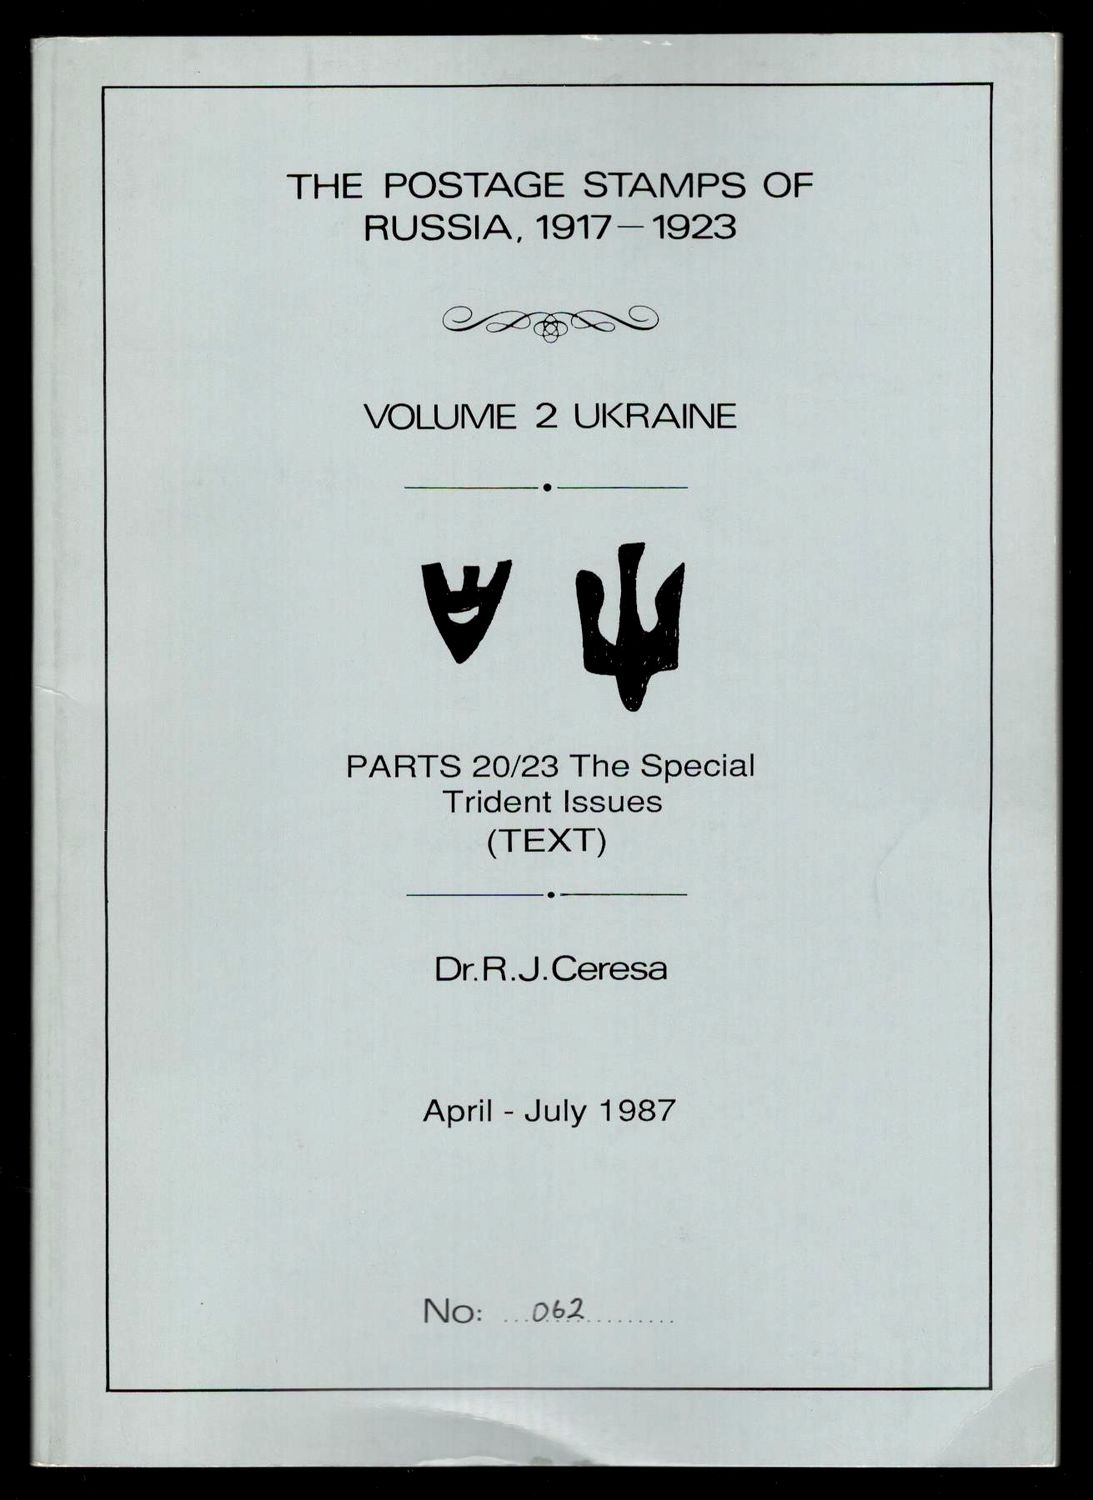 THE POSTAGE STAMPS OF
RUSSIA, 1917—1923
VOLUME 2 UKRAINE
PARTS 20/23 The Special
Trident Issues
(TEXT)
Dr.R.J.Ceresa
April - July 1987
No: ...062..........